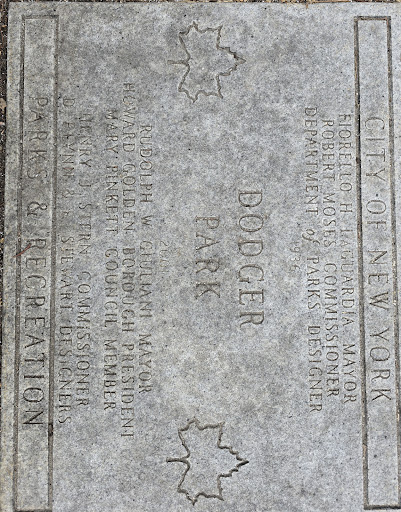 CITY OF NEW YORK
FIORELLO H LAGUARDIA MAYOR
ROBERT MOSES COMMISSIONER
DEPARTMENT of PARKS DESIGNER
DODGER
PARK
RUDOLPH W GIULIANI MAYOR
HOWARD GOLDEN BOROUGH PRESIDENT
MARY PINKETT COUNCIL MEMBER
HENRY J STERN COMMISSIONER
STEWART DESIGNERS
PARKS & RECREATION